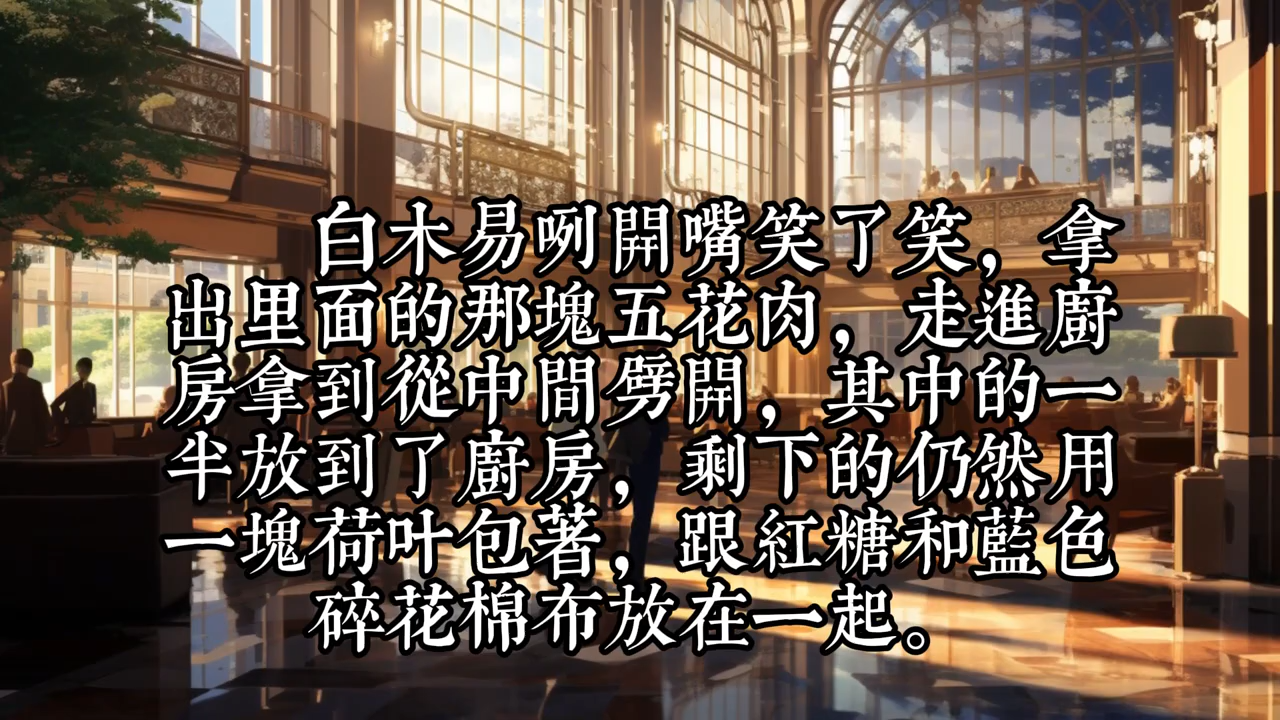 白木易咧開嘴笑了笑，拿
出里面的那塊五花肉，走進廚
房拿到從中間劈開，其中的一
半放到了廚房，剩下的仍然用
一塊荷叶包著，跟紅糖和藍色
碎花棉布放在一起。